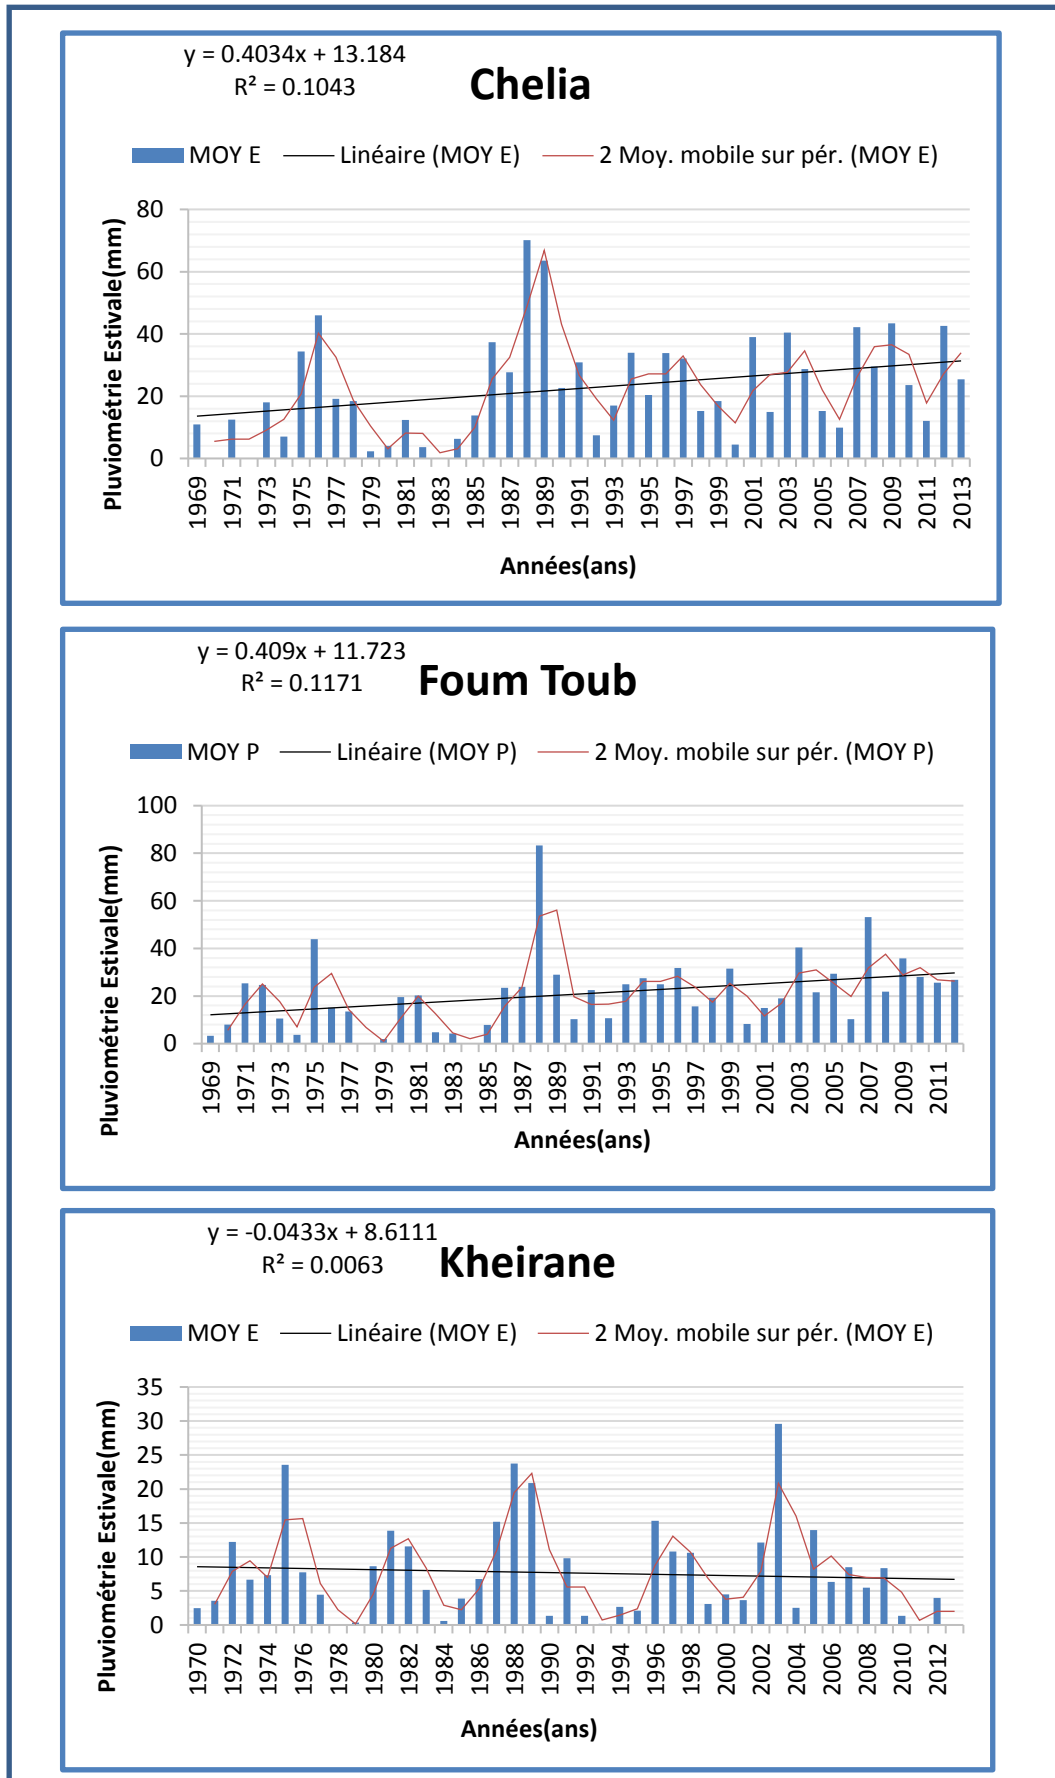 y = 0.4034x + 13.184
R² = 0.1043
Chelia
MOY E Linéaire (MOY E) 2 Moy. mobile sur pér. (MOY E)
Pluviométrie Estivale(mm)
80
60
40
20
0
1969 1971 1973 1975 1977 1979 1981 1983 1985 1987 1989 1991 1993 1995 1997 1999 2001 2003 2005 2007 2009 2011 2013
Années(ans)
y = 0.409x + 11.723
R² = 0.1171
Foum Toub
MOY P Linéaire (MOY P) 2 Moy. mobile sur pér. (MOY P)
Pluviométrie Estivale(mm)
100
80
60
40
20
0
1969 1971 1973 1975 1977 1979 1981 1983 1985 1987 1989 1991 1993 1995 1997 1999 2001 2003 2005 2007 2009 2011
Années(ans)
y = -0.0433x + 8.6111
R² = 0.0063
Kheirane
MOY E Linéaire (MOY E) 2 Moy. mobile sur pér. (MOY E)
Pluviométrie Estivale(mm)
35
30
25
20
15
10
5
0
1970 1972 1974 1976 1978 1980 1982 1984 1986 1988 1990 1992 1994 1996 1998 2000 2002 2004 2006 2008 2010 2012
Années(ans)